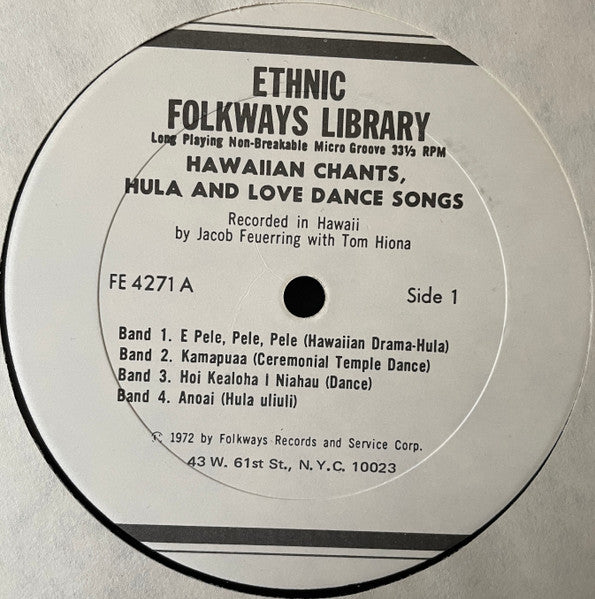 ETHNIC
FOLKWAYS LIBRARY
Long Playing Non-Breakable Micro Groove 33⅓ RPM
HAWAIIAN CHANTS,
HULA AND LOVE DANCE SONGS
Recorded in Hawaii
by Jacob Feuerring with Tom Hiona
FE 4271 A
Side 1
Band 1. E Pele, Pele, Pele (Hawaiian Drama-Hula)
Band 2. Kamapuaa (Ceremonial Temple Dance)
Band 3. Hoi Kealoha I Niahau (Dance)
Band 4. Anoai (Hula uliuli)
℗ 1972 by Folkways Records and Service Corp.
43 W. 61st St., N.Y.C. 10023